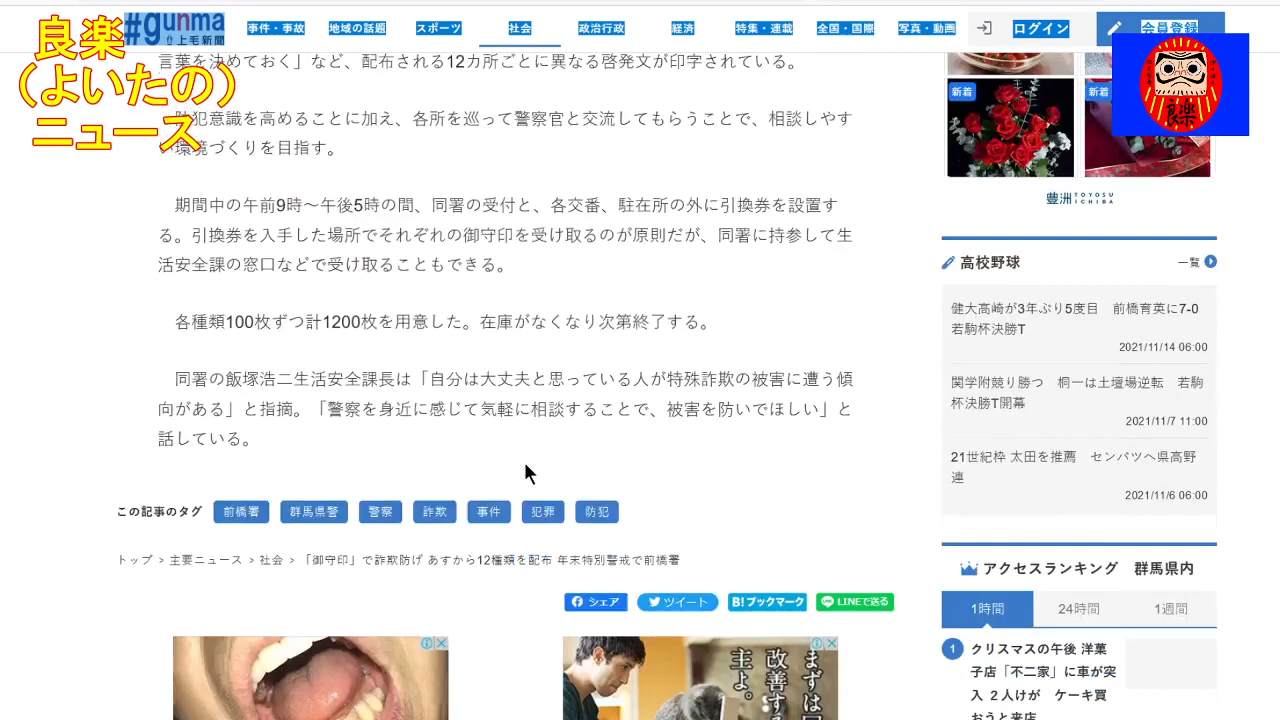 良楽
(よいたの)
ニュース
#gunma
上毛新聞
事件・事故
地域の話題
スポーツ
社会
政治行政
経済
特集・連載
全国・国際
写真・動画
ログイン
会員登録
良楽
言葉を決めておく」など、配布される12カ所ごとに異なる啓発文が印字されている。
防犯意識を高めることに加え、各所を巡って警察官と交流してもらうことで、相談しやす
い環境づくりを目指す。
期間中の午前9時〜午後5時の間、同署の受付と、各交番、駐在所の外に引換券を設置す
る。引換券を入手した場所でそれぞれの御守印を受け取るのが原則だが、同署に持参して生
活安全課の窓口などで受け取ることもできる。
各種類100枚ずつ計1200枚を用意した。在庫がなくなり次第終了する。
同署の飯塚浩二生活安全課長は「自分は大丈夫と思っている人が特殊詐欺の被害に遭う傾
向がある」と指摘。「警察を身近に感じて気軽に相談することで、被害を防いでほしい」と
話している。
この記事のタグ
前橋署
群馬県警
警察
詐欺
事件
犯罪
防犯
トップ > 主要ニュース > 社会 > 「御守印」で詐欺防げ あすから12種類を配布 年末特別警戒で前橋署
シェア
ツイート
B!ブックマーク
LINEで送る
まずは
改善する
主よ。
新着
新着
豊洲 TOYOSU ICHIBA
高校野球
一覧
健大高崎が3年ぶり5度目 前橋育英に7-0
若駒杯決勝T
2021/11/14 06:00
関学附競り勝つ 桐一は土壇場逆転 若駒
杯決勝T開幕
2021/11/7 11:00
21世紀枠 太田を推薦 センバツへ県高野
連
2021/11/6 06:00
アクセスランキング 群馬県内
1時間
24時間
1週間
1
クリスマスの午後 洋菓
子店「不二家」に車が突
入 ２人けが ケーキ買
おうと来店